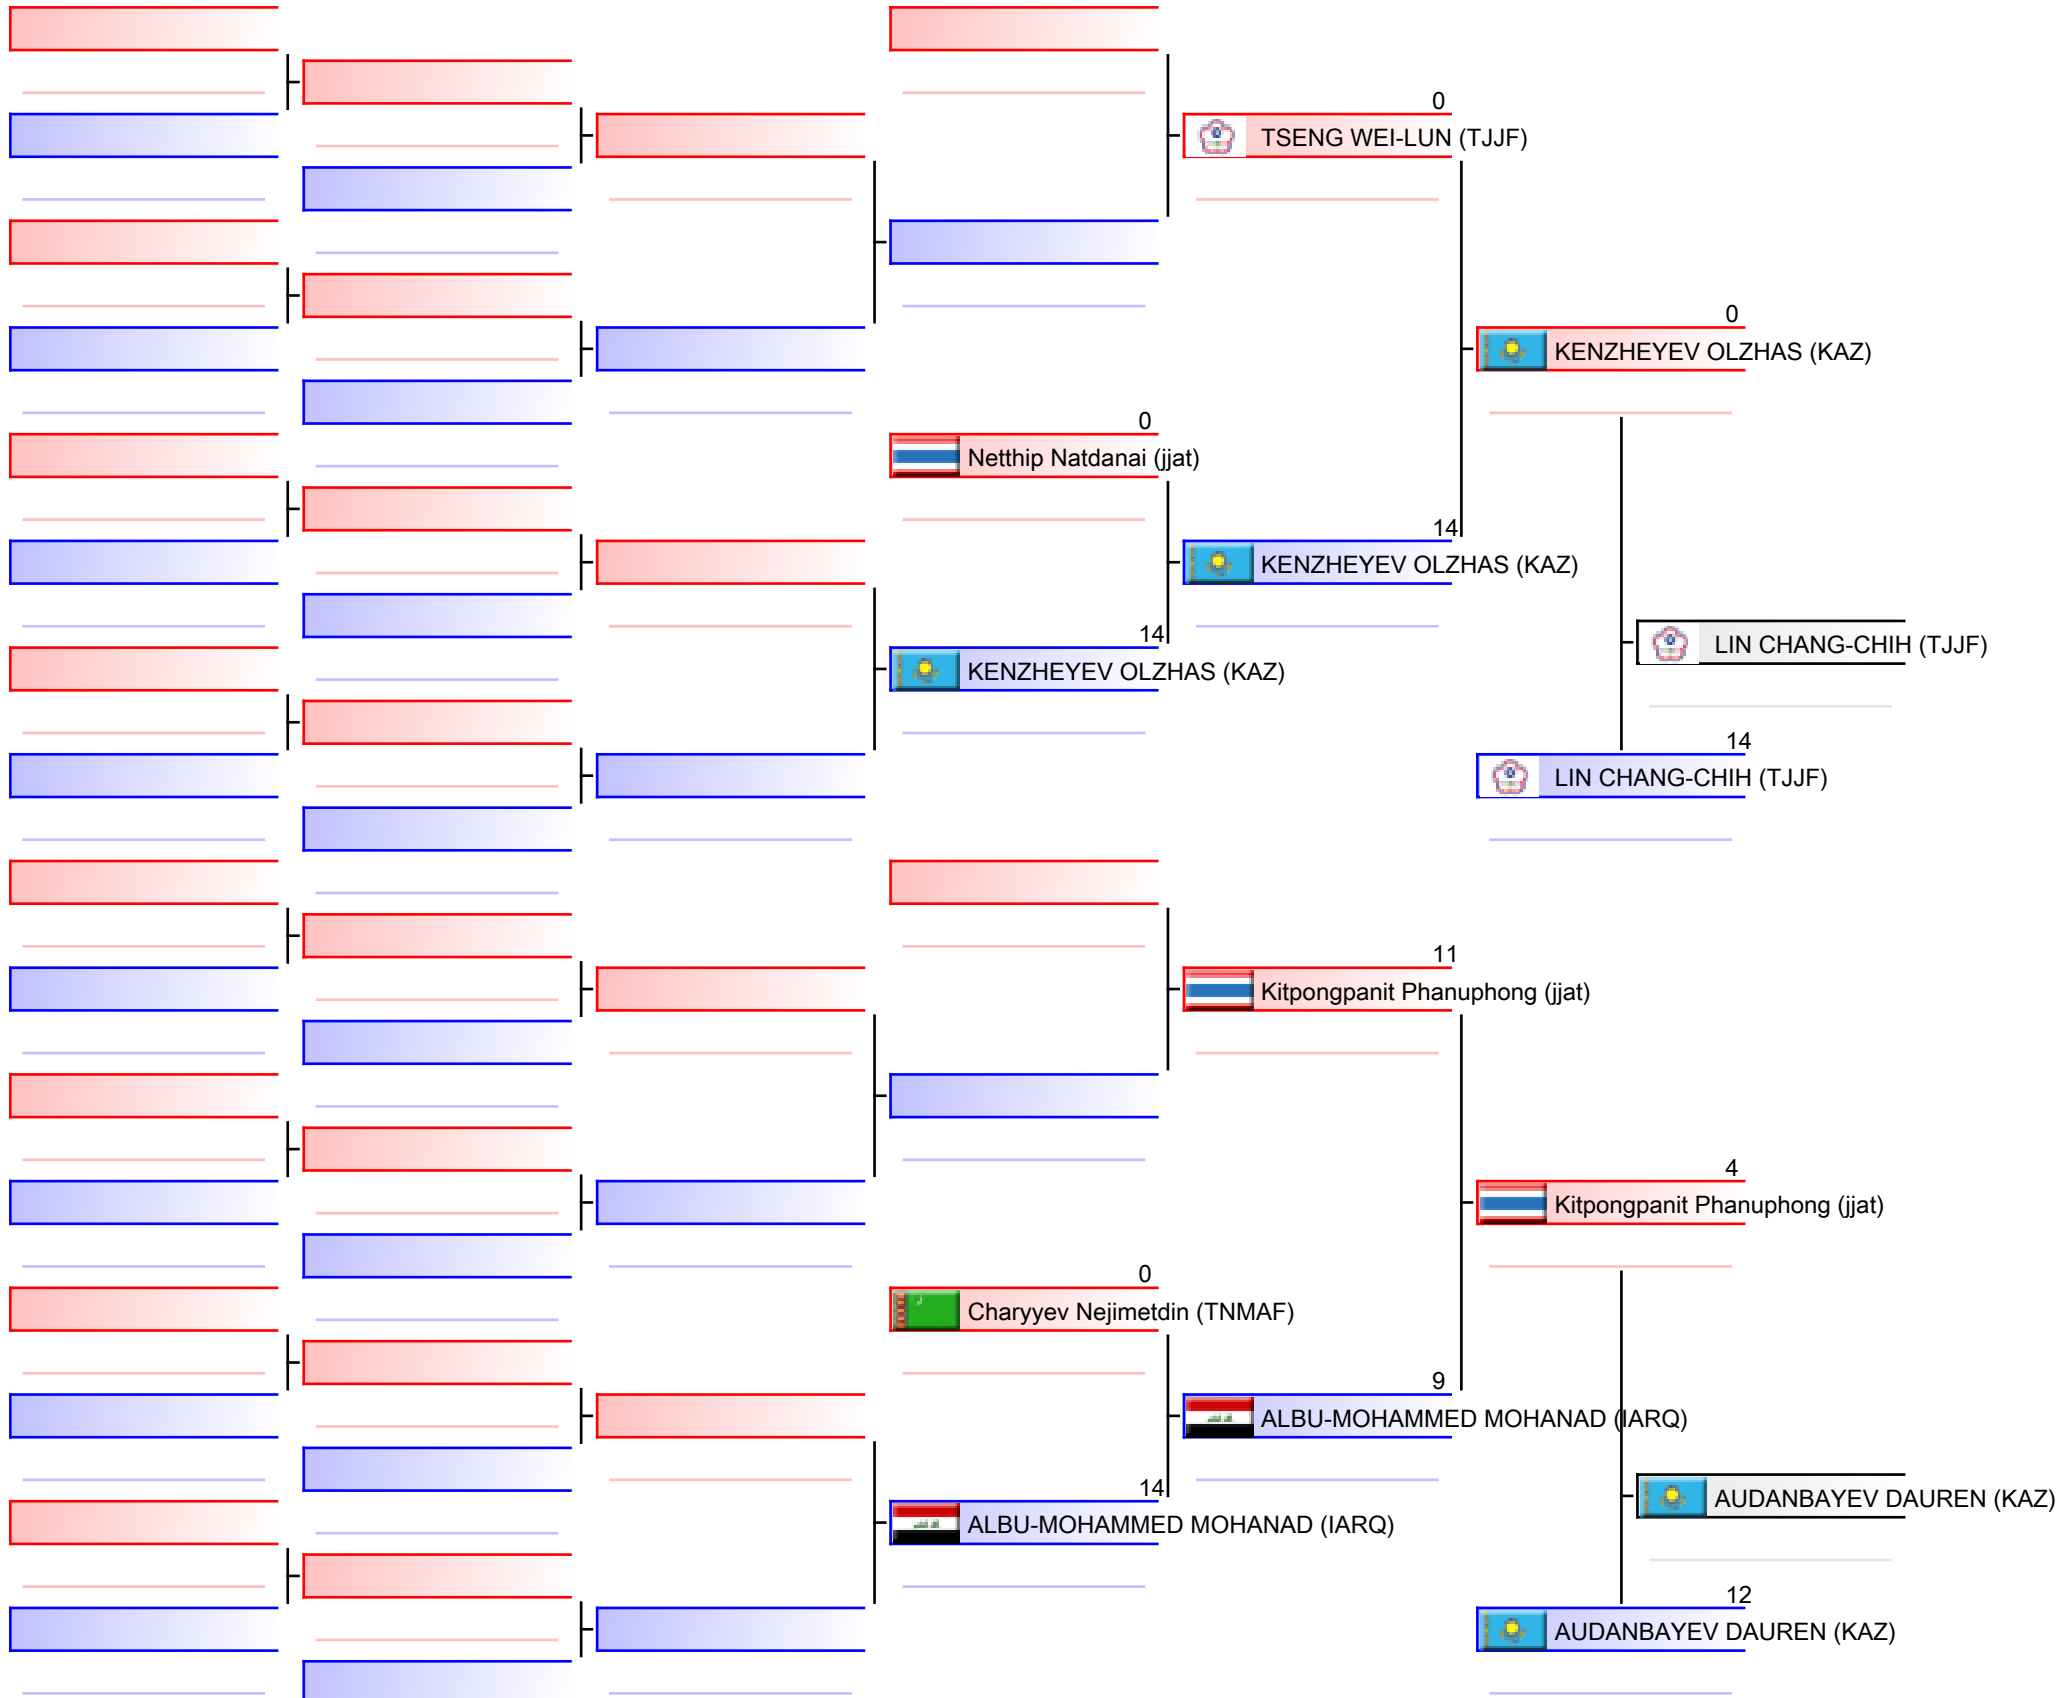 0
TSENG WEI-LUN (TJJF)
0
KENZHEYEV OLZHAS (KAZ)
0
Netthip Natdanai (jjat)
14
KENZHEYEV OLZHAS (KAZ)
14
KENZHEYEV OLZHAS (KAZ)
LIN CHANG-CHIH (TJJF)
14
LIN CHANG-CHIH (TJJF)
11
Kitpongpanit Phanuphong (jjat)
4
Kitpongpanit Phanuphong (jjat)
0
Charyyev Nejimetdin (TNMAF)
9
ALBU-MOHAMMED MOHANAD (IARQ)
14
ALBU-MOHAMMED MOHANAD (IARQ)
AUDANBAYEV DAUREN (KAZ)
12
AUDANBAYEV DAUREN (KAZ)